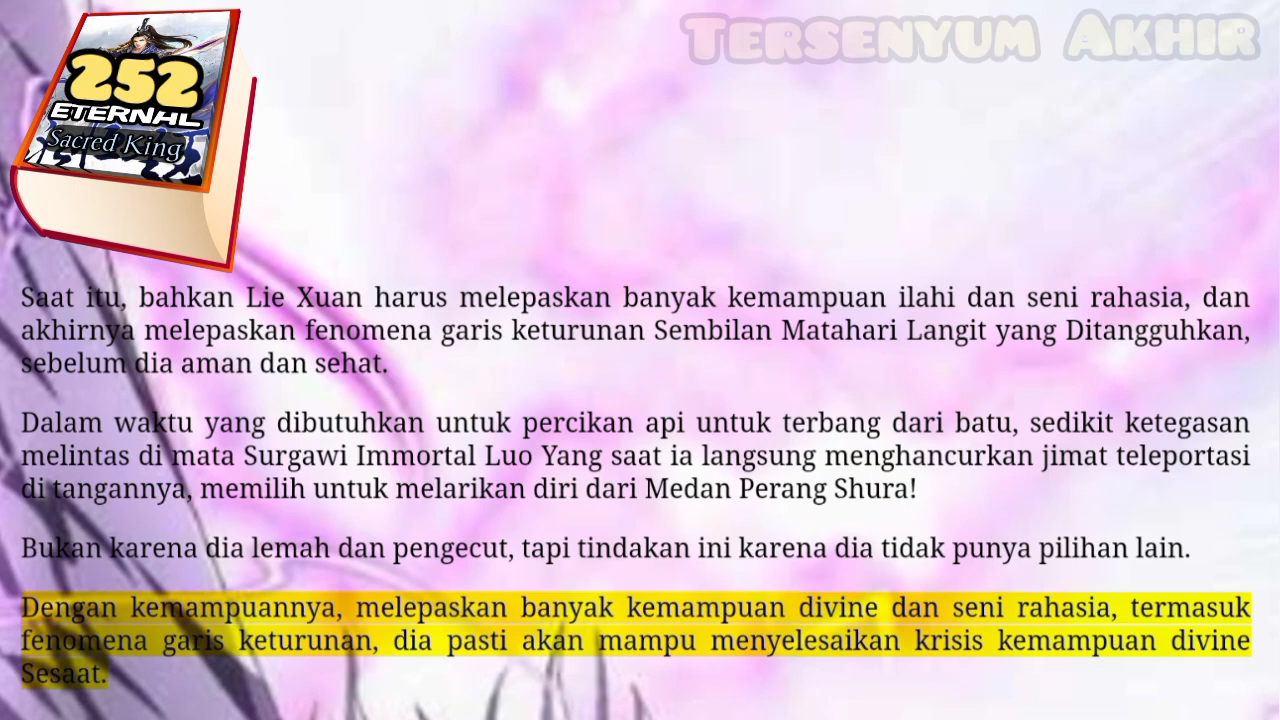 TERSENYUM AKHIR
252
ETERNAL
Sacred King
Saat itu, bahkan Lie Xuan harus melepaskan banyak kemampuan ilahi dan seni rahasia, dan
akhirnya melepaskan fenomena garis keturunan Sembilan Matahari Langit yang Ditangguhkan,
sebelum dia aman dan sehat.
Dalam waktu yang dibutuhkan untuk percikan api untuk terbang dari batu, sedikit ketegasan
melintas di mata Surgawi Immortal Luo Yang saat ia langsung menghancurkan jimat teleportasi
di tangannya, memilih untuk melarikan diri dari Medan Perang Shura!
Bukan karena dia lemah dan pengecut, tapi tindakan ini karena dia tidak punya pilihan lain.
Dengan kemampuannya, melepaskan banyak kemampuan divine dan seni rahasia, termasuk
fenomena garis keturunan, dia pasti akan mampu menyelesaikan krisis kemampuan divine
Sesaat.